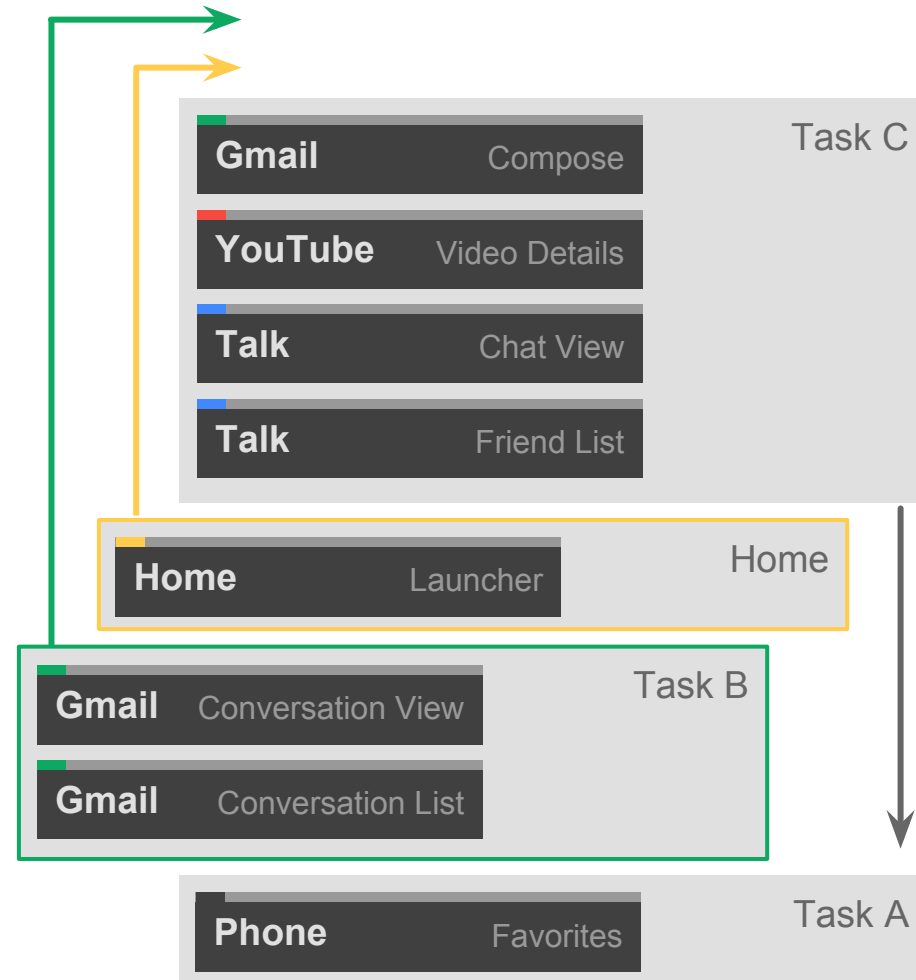 Task C
Gmail Compose
YouTube Video Details
Talk Chat View
Talk Friend List
Home
Home Launcher
Task B
Gmail Conversation View
Gmail Conversation List
Task A
Phone Favorites